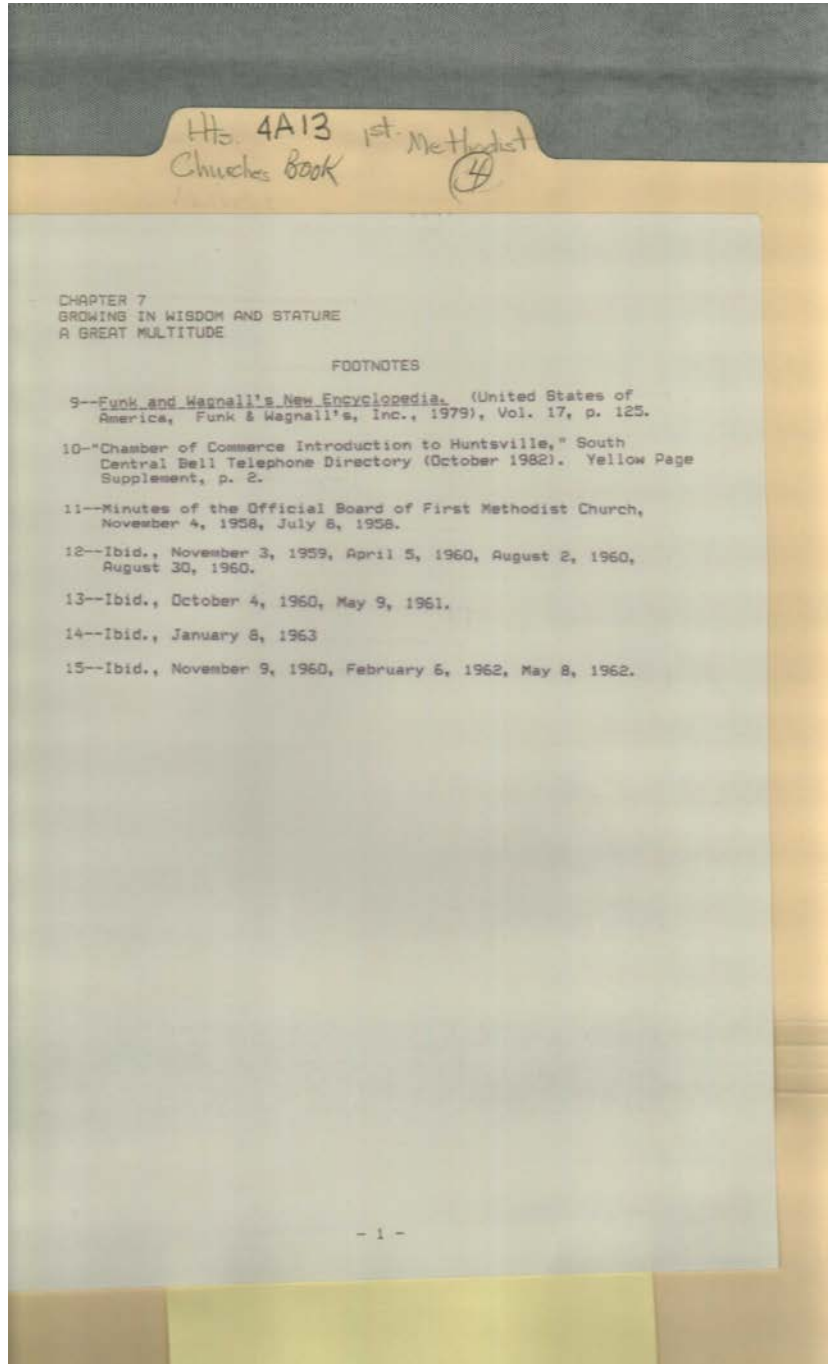 Hts. 4A13 1st. Methodist
Churches Book 4
CHAPTER 7
GROWING IN WISDOM AND STATURE
A GREAT MULTITUDE
FOOTNOTES
9--Funk and Wagnall's New Encyclopedia. (United States of
America, Funk & Wagnall's, Inc., 1979), Vol. 17, p. 125.
10-"Chamber of Commerce Introduction to Huntsville," South
Central Bell Telephone Directory (October 1982). Yellow Page
Supplement, p. 2.
11--Minutes of the Official Board of First Methodist Church,
November 4, 1958, July 8, 1958.
12--Ibid., November 3, 1959, April 5, 1960, August 2, 1960,
August 30, 1960.
13--Ibid., October 4, 1960, May 9, 1961.
14--Ibid., January 8, 1963
15--Ibid., November 9, 1960, February 6, 1962, May 8, 1962.
- 1 -